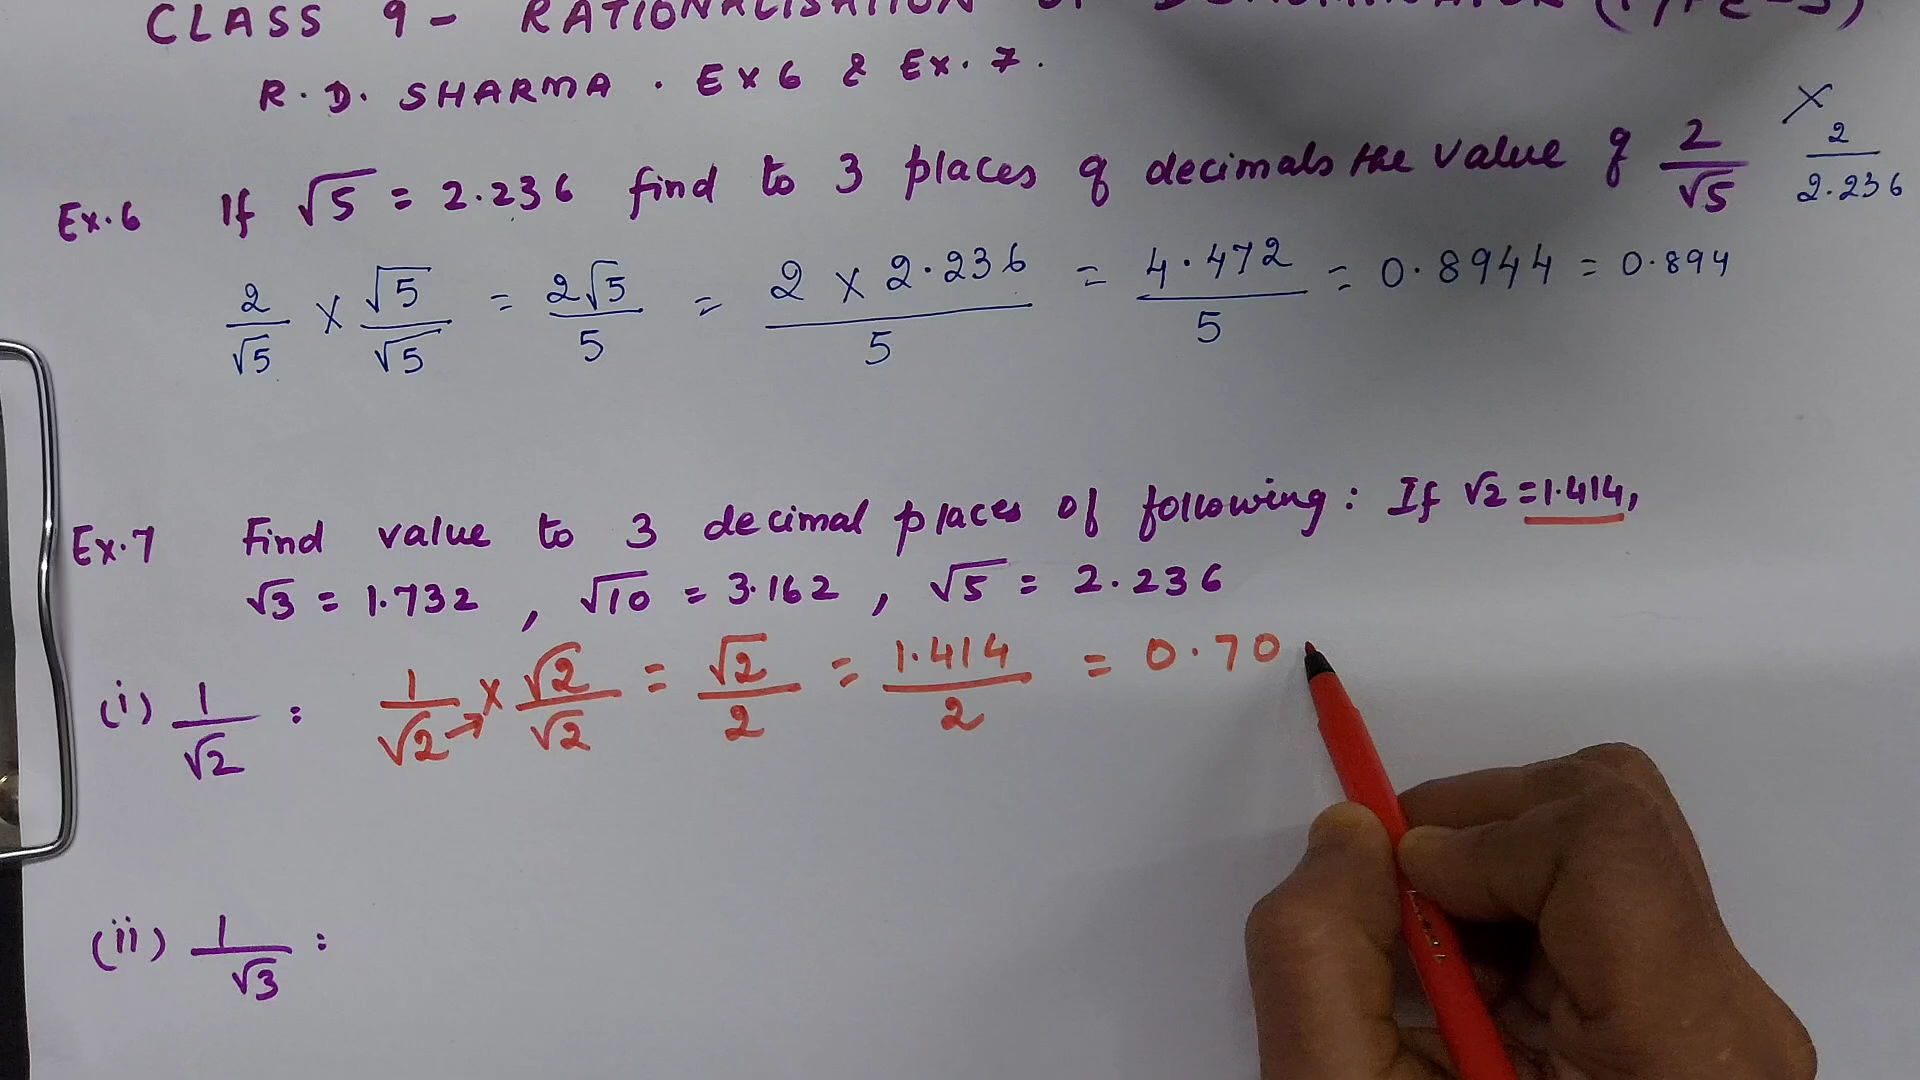 CLASS 9 - RATIONALISATION OF DENOMINATOR (TYPE-3)
R.D. SHARMA . EX 6 & EX.7.
Ex.6 If √5 = 2.236 find to 3 places of decimals the value of 2/√5 × 2/2.236
2/√5 × √5/√5 = 2√5/5 = 2 × 2.236/5 = 4.472/5 = 0.8944 = 0.894
Ex.7 Find value to 3 decimal places of following: If √2 = 1.414,
√3 = 1.732, √10 = 3.162, √5 = 2.236
(i) 1/√2 : 1/√2 → × √2/√2 = √2/2 = 1.414/2 = 0.70
(ii) 1/√3 :